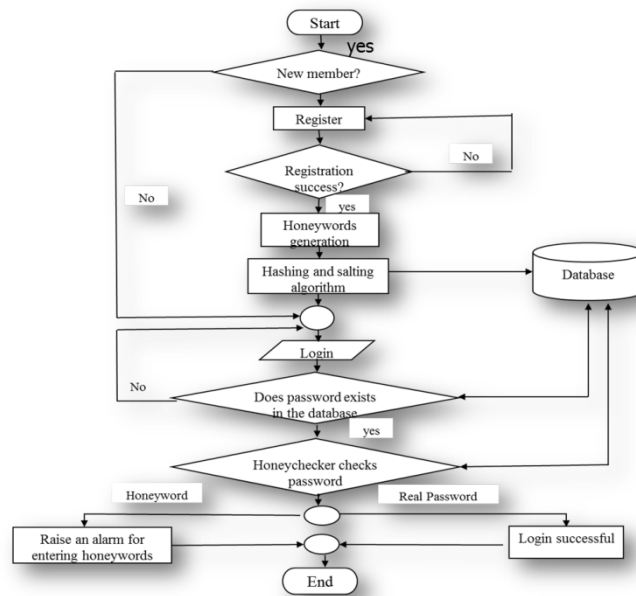 Start
yes
New member?
Register
Registration
success?
No
No
yes
Honeywords
generation
Hashing and salting
algorithm
Database
Login
No
Does password exists
in the database
yes
Honeychecker checks
password
Honeyword
Real Password
Raise an alarm for
entering honeywords
Login successful
End